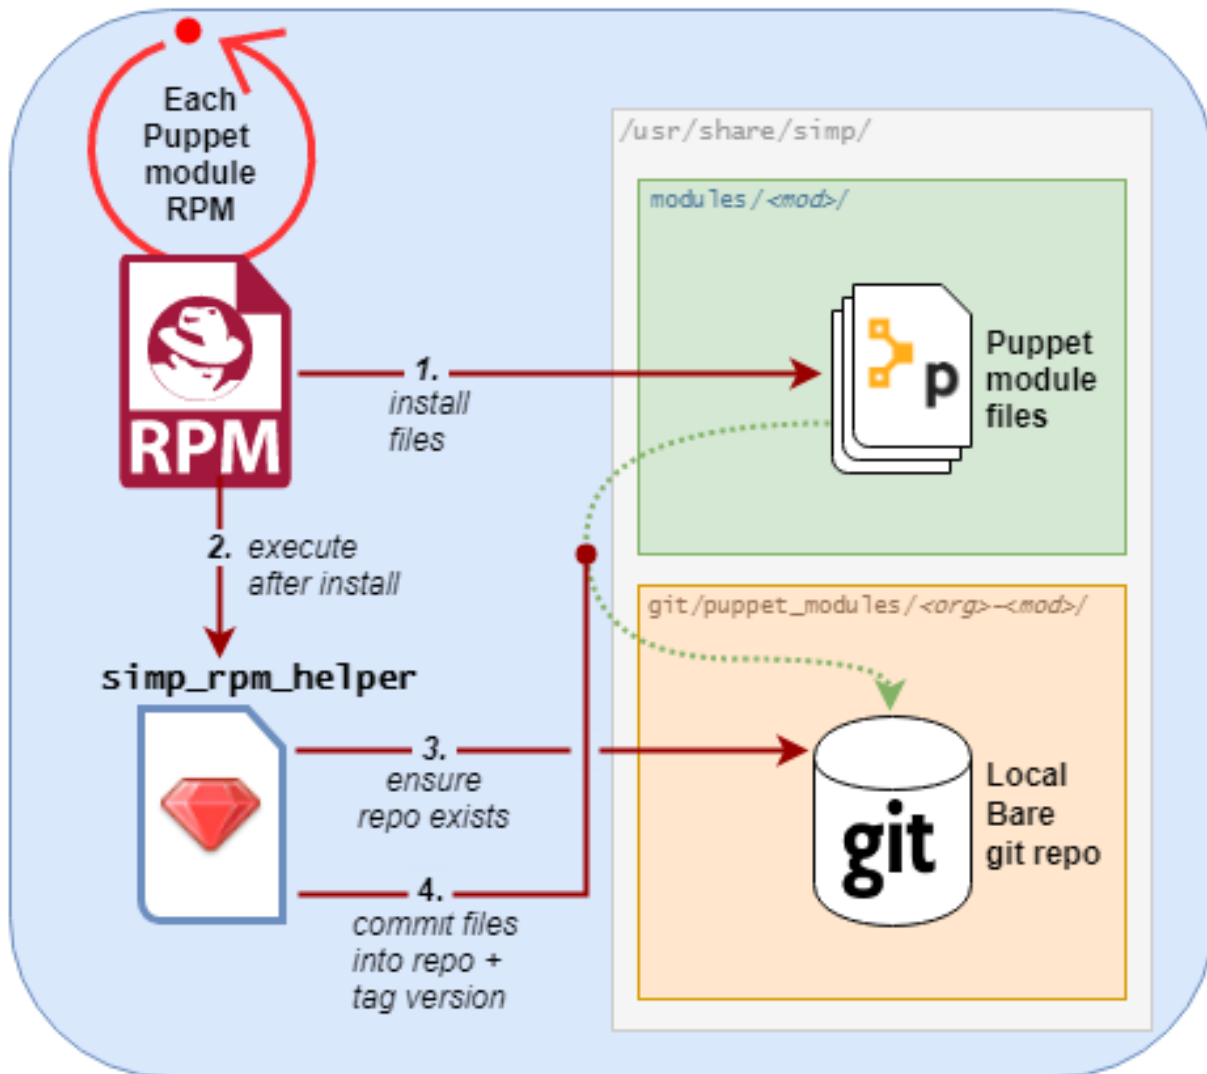 Each
Puppet
module
RPM
/usr/share/simp/
modules/<mod>/
RPM
1.
install
files
p
Puppet
module
files
2. execute
after install
git/puppet_modules/<org>-<mod>/
simp_rpm_helper
3.
ensure
repo exists
git
Local
Bare
git repo
4.
commit files
into repo +
tag version